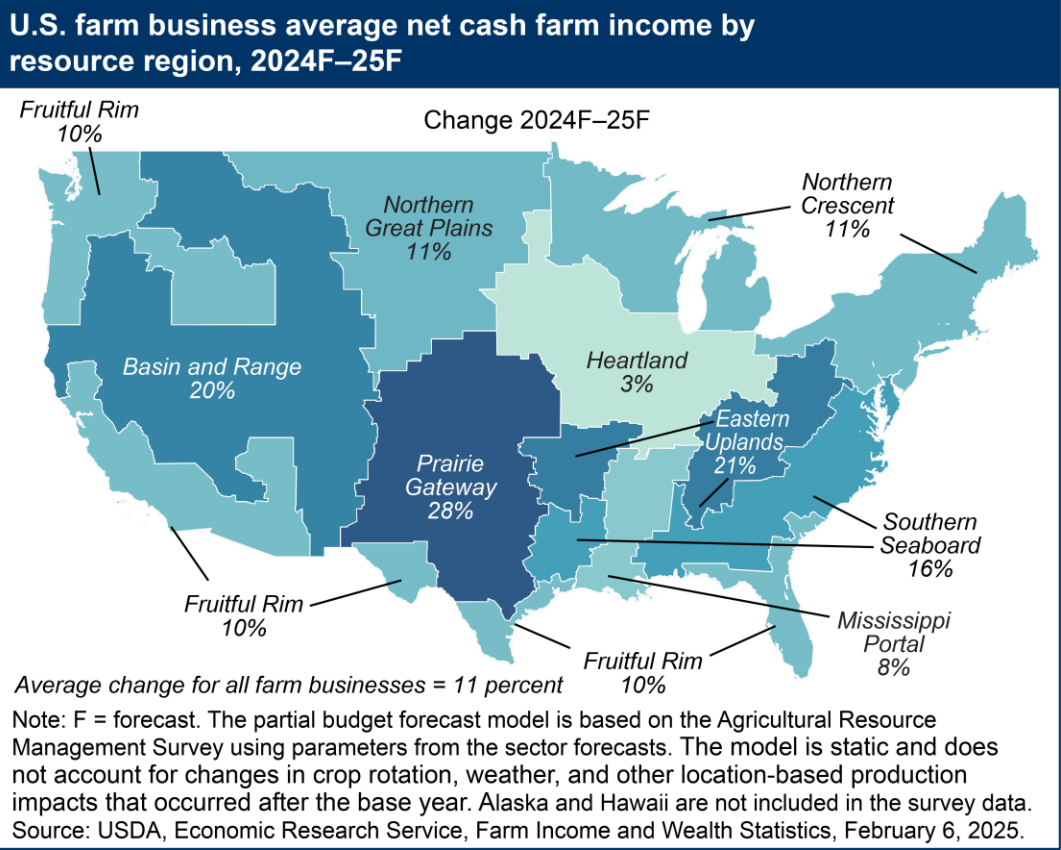 U.S. farm business average net cash farm income by
resource region, 2024F–25F
Fruitful Rim
10%
Change 2024F–25F
Northern
Great Plains
11%
Northern
Crescent
11%
Basin and Range
20%
Heartland
3%
Eastern
Uplands
21%
Prairie
Gateway
28%
Southern
Seaboard
16%
Fruitful Rim
10%
Mississippi
Portal
8%
Fruitful Rim
10%
Average change for all farm businesses = 11 percent
Note: F = forecast. The partial budget forecast model is based on the Agricultural Resource
Management Survey using parameters from the sector forecasts. The model is static and does
not account for changes in crop rotation, weather, and other location-based production
impacts that occurred after the base year. Alaska and Hawaii are not included in the survey data.
Source: USDA, Economic Research Service, Farm Income and Wealth Statistics, February 6, 2025.